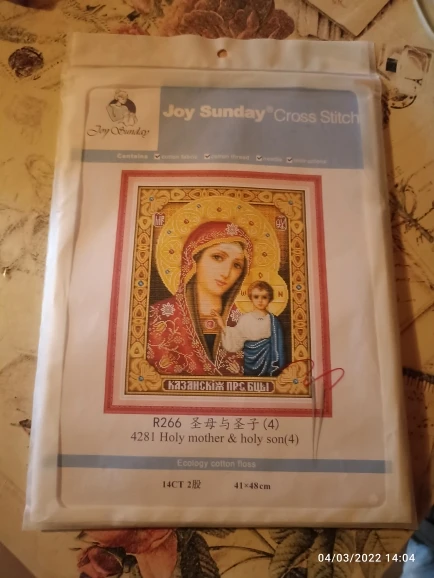 Joy Sunday® Cross Stitch
Joy Sunday
Contains
КАЗАНСКІЯ ПРС. БЦЫ
R266 圣母与圣子(4)
4281 Holy mother & holy son(4)
Ecology cotton floss
14CT 2股 41×48cm
04/03/2022 14:04